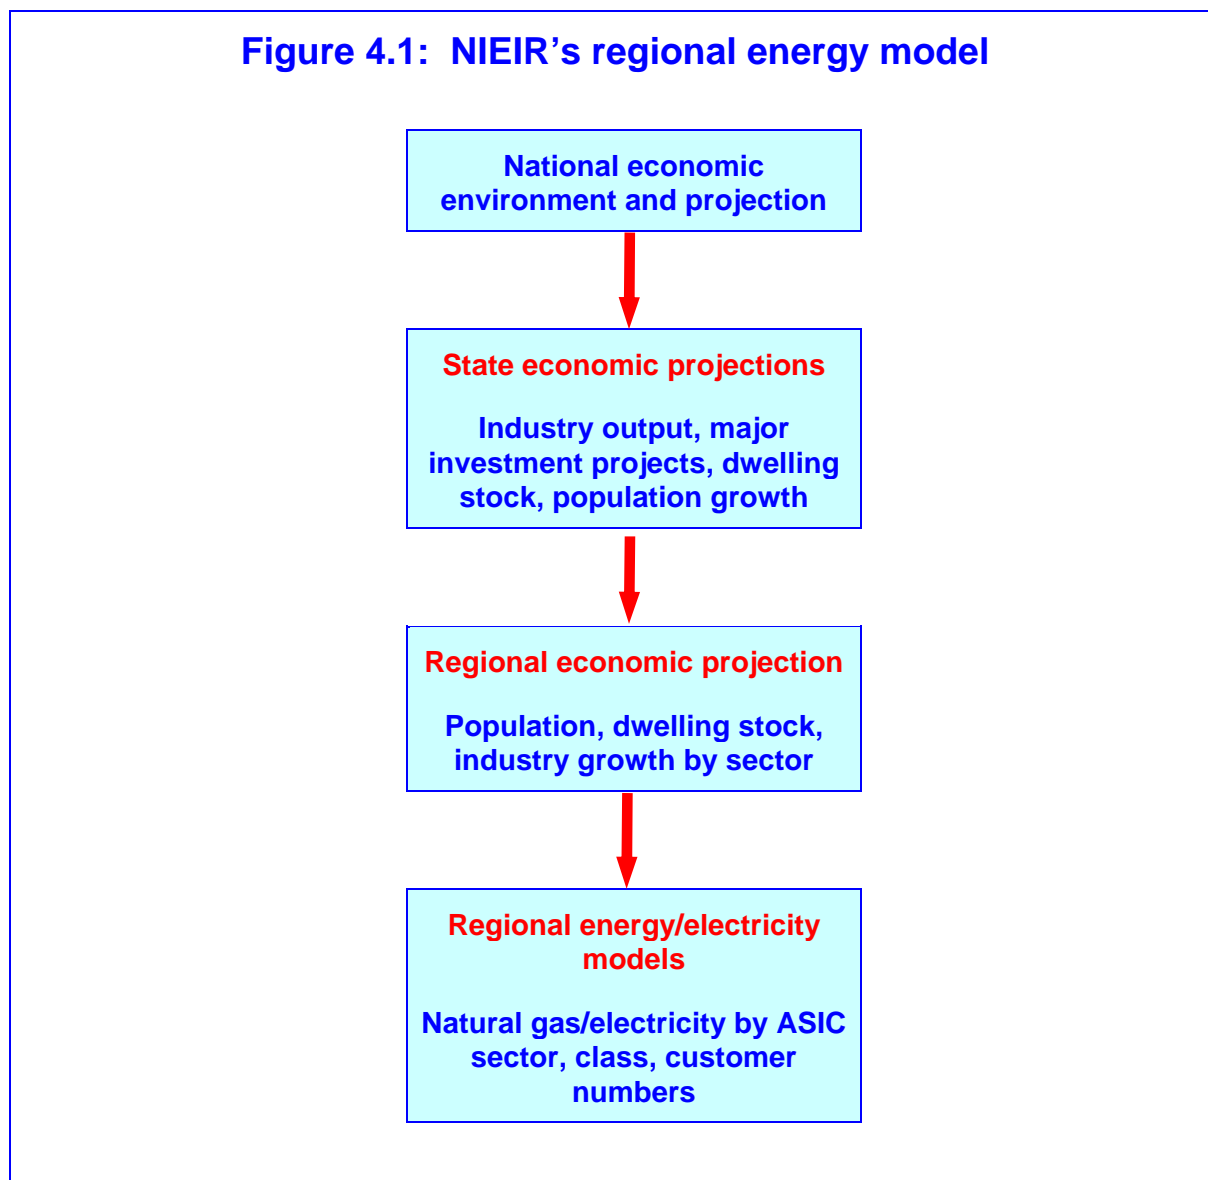 Figure 4.1:  NIEIR’s regional energy model
National economic
environment and projection
State economic projections
Industry output, major
investment projects, dwelling
stock, population growth
Regional economic projection
Population, dwelling stock,
industry growth by sector
Regional energy/electricity
models
Natural gas/electricity by ASIC
sector, class, customer
numbers